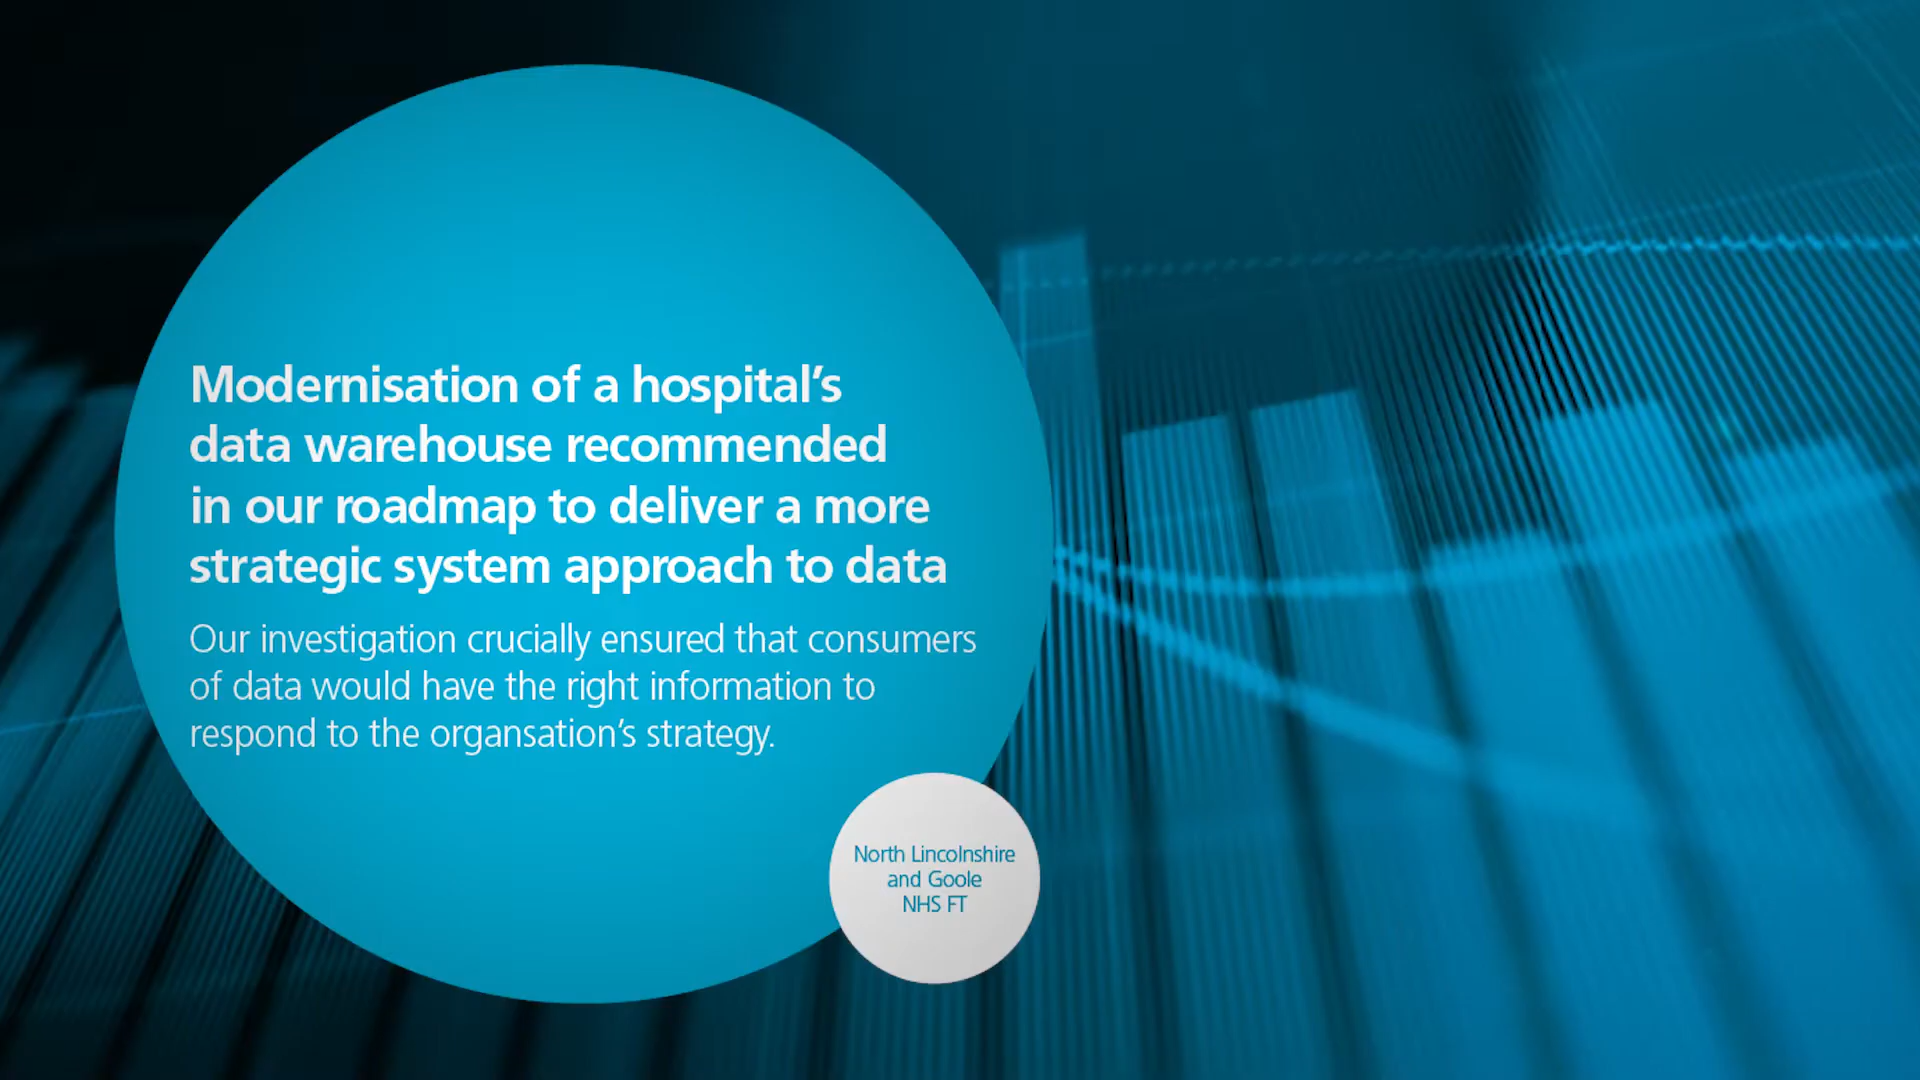 Modernisation of a hospital’s
data warehouse recommended
in our roadmap to deliver a more
strategic system approach to data
Our investigation crucially ensured that consumers
of data would have the right information to
respond to the organsation’s strategy.
North Lincolnshire
and Goole
NHS FT